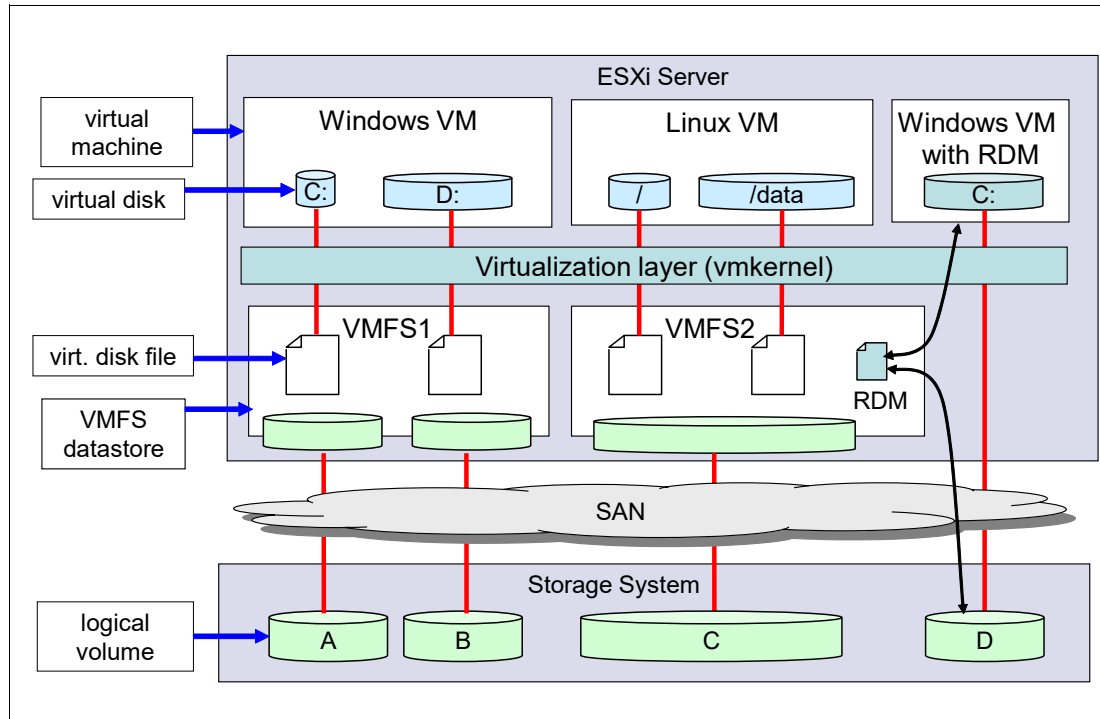 ESXi Server
virtual
machine
Windows VM
Linux VM
Windows VM
with RDM
virtual disk
C:
D:
/
/data
C:
Virtualization layer (vmkernel)
VMFS1
VMFS2
virt. disk file
RDM
VMFS
datastore
SAN
Storage System
logical
volume
A
B
C
D